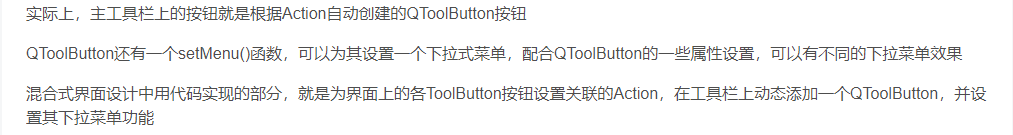 实际上，主工具栏上的按钮就是根据Action自动创建的QToolButton按钮
QToolButton还有一个setMenu()函数，可以为其设置一个下拉式菜单，配合QToolButton的一些属性设置，可以有不同的下拉菜单效果
混合式界面设计中用代码实现的部分，就是为界面上的各ToolButton按钮设置关联的Action，在工具栏上动态添加一个QToolButton，并设
置其下拉菜单功能